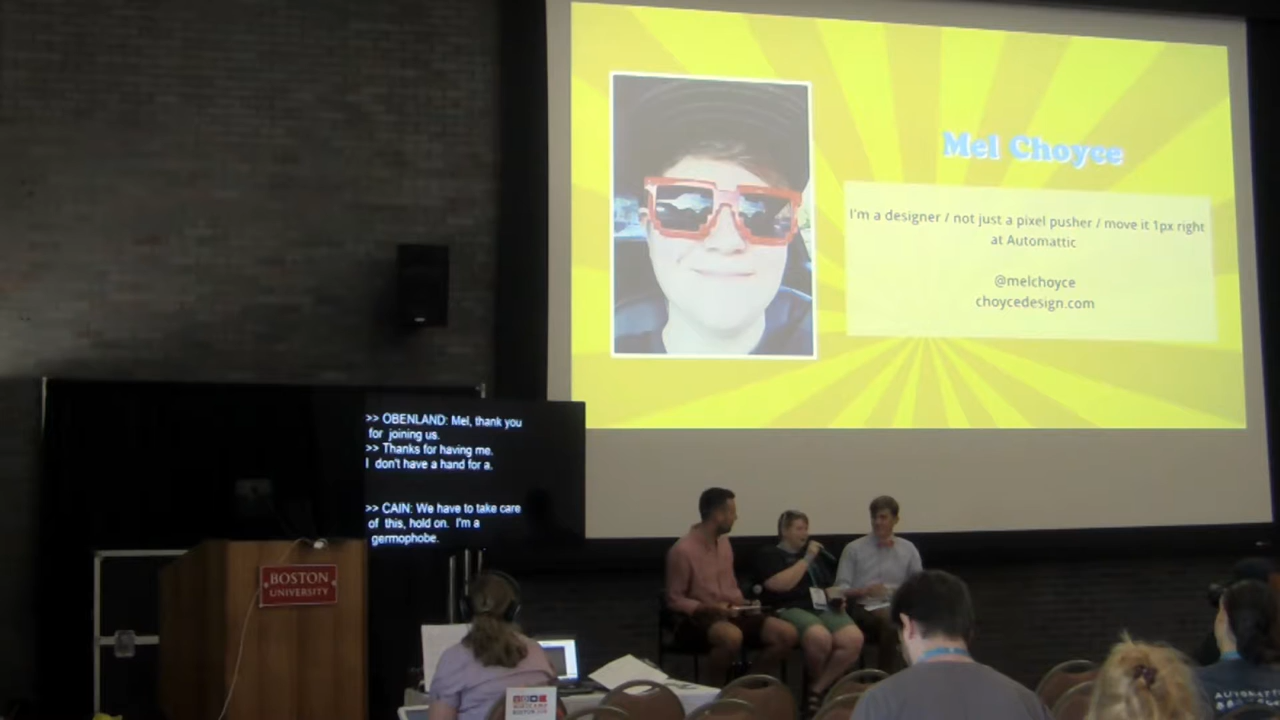 Mel Choyce
I'm a designer / not just a pixel pusher / move it 1px right
at Automattic
@melchoyce
choycedesign.com
>> OBENLAND: Mel, thank you
for joining us.
>> Thanks for having me.
I don't have a hand for a.
>> CAIN: We have to take care
of this, hold on. I'm a
germophobe.
BOSTON
UNIVERSITY
BOSTON